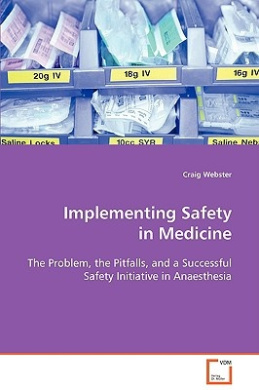 20g IV
18g IV
16g IV
Saline Locks
10cc SYR
Saline Neb
Craig Webster
Implementing Safety
in Medicine
The Problem, the Pitfalls, and a Successful
Safety Initiative in Anaesthesia
VDM